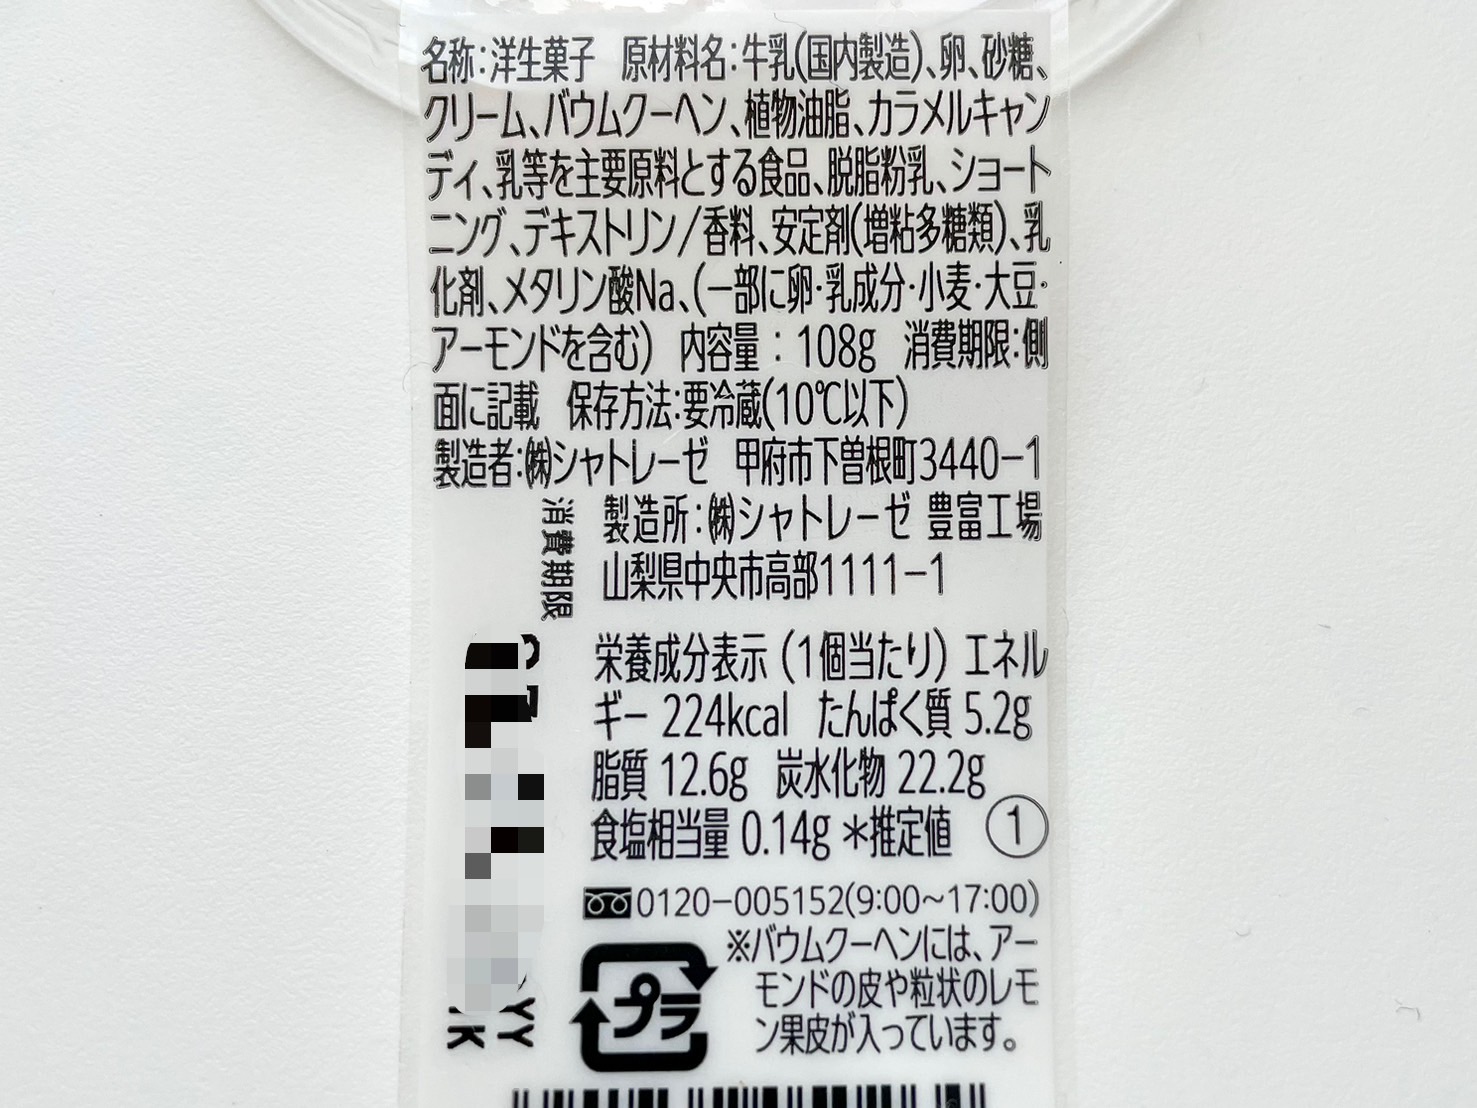 名称:洋生菓子 原材料名:牛乳(国内製造)、卵、砂糖、
クリーム、バウムクーヘン、植物油脂、カラメルキャン
ディ、乳等を主要原料とする食品、脱脂粉乳、ショート
ニング、デキストリン/香料、安定剤(増粘多糖類)、乳
化剤、メタリン酸Na、(一部に卵・乳成分・小麦・大豆・
アーモンドを含む) 内容量:108g 消費期限:側
面に記載 保存方法:要冷蔵(10℃以下)
製造者:㈱シャトレーゼ 甲府市下曽根町3440-1
製造所:㈱シャトレーゼ 豊富工場
山梨県中央市高部1111-1
消費期限
栄養成分表示(1個当たり) エネル
ギー 224kcal たんぱく質 5.2g
脂質 12.6g 炭水化物 22.2g
食塩相当量 0.14g *推定値 ①
0120-005152(9:00~17:00)
※バウムクーヘンには、アー
モンドの皮や粒状のレモ
ン果皮が入っています。
プラ
YY
K